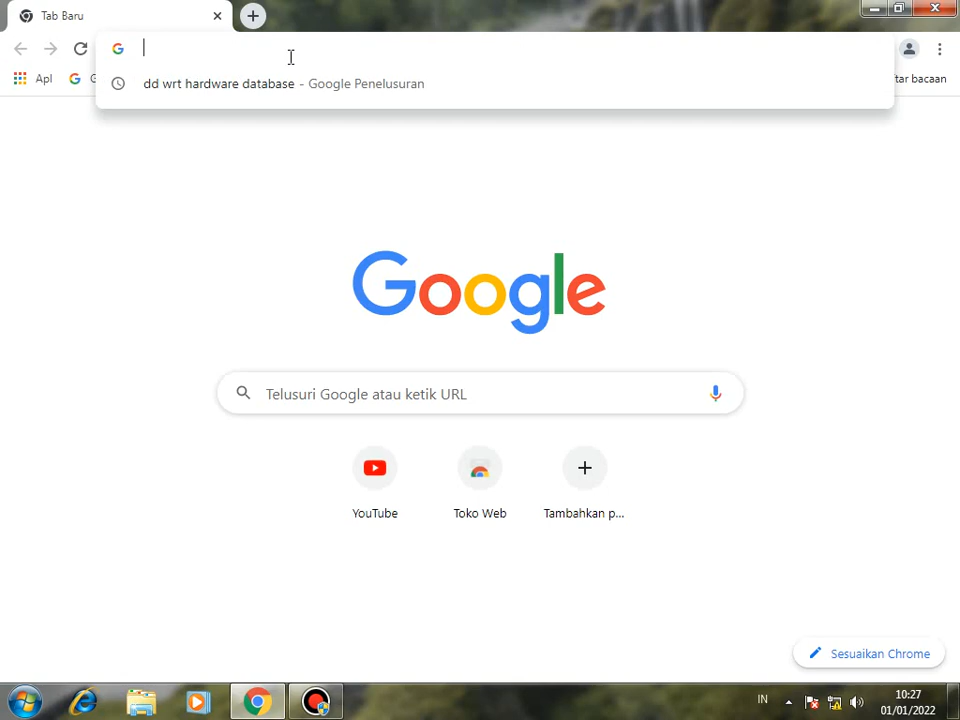 Tab Baru
dd wrt hardware database - Google Penelusuran
Apl
tar bacaan
Google
Telusuri Google atau ketik URL
YouTube
Toko Web
Tambahkan p...
Sesuaikan Chrome
IN
10:27
01/01/2022